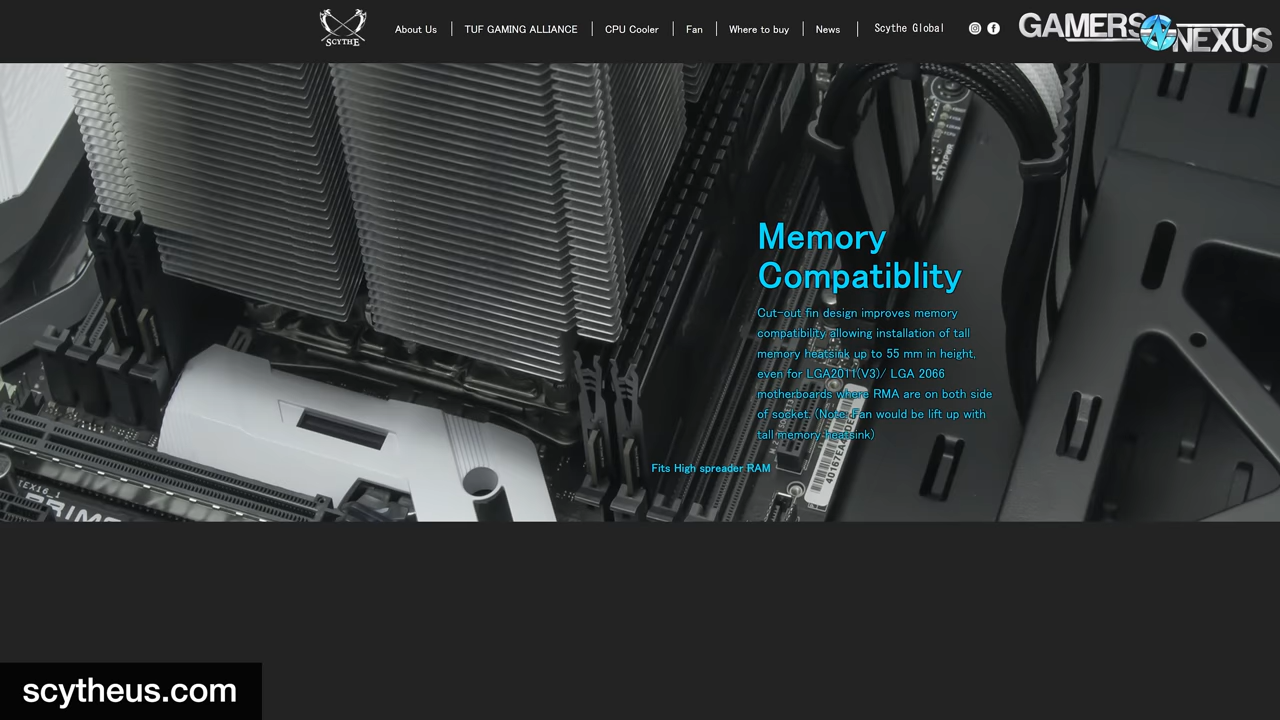 SCYTHE
About Us
TUF GAMING ALLIANCE
CPU Cooler
Fan
Where to buy
News
Scythe Global
GAMERS NEXUS
EATXPWR
Memory
Compatiblity
Cut-out fin design improves memory
compatibility allowing installation of tall
memory heatsink up to 55 mm in height,
even for LGA2011(V3)/ LGA 2066
motherboards where RMA are on both side
of socket. (Note: Fan would be lift up with
tall memory heatsink)
Fits High spreader RAM
scytheus.com